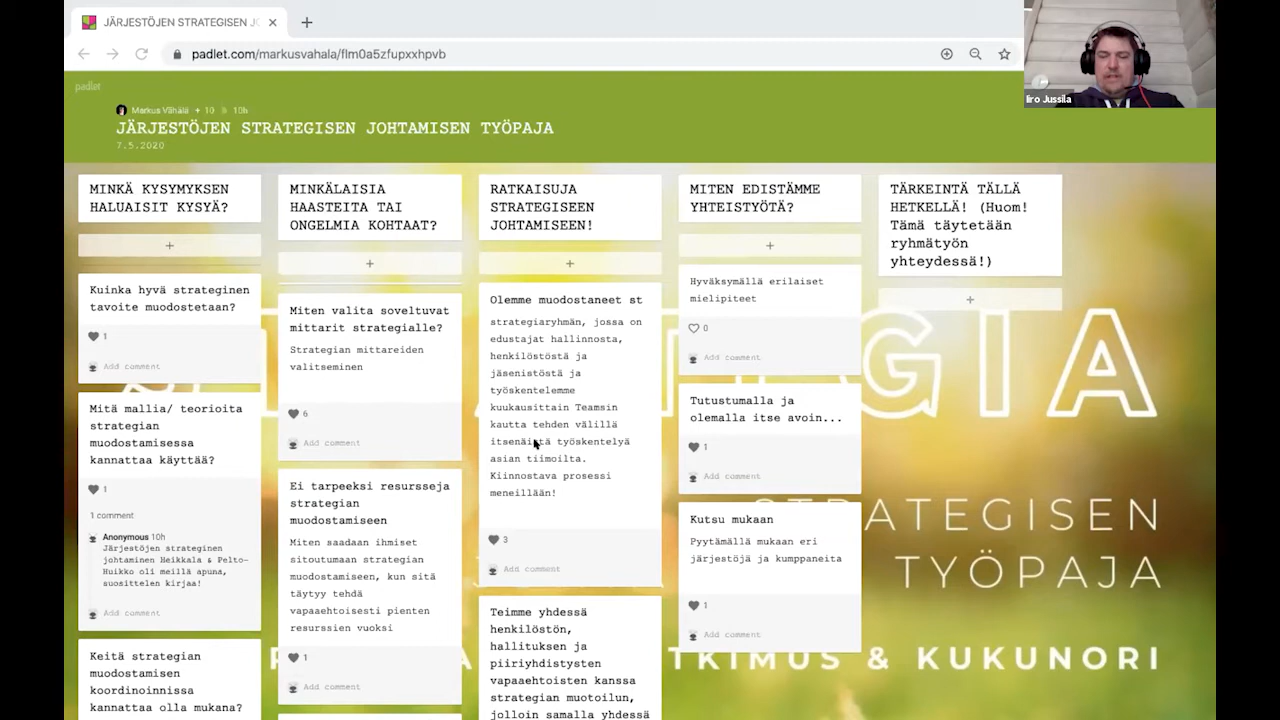 JÄRJESTÖJEN STRATEGISEN JO
padlet.com/markusvahala/flm0a5zfupxxhpvb
Iiro Jussila
padlet
Markus Vähälä + 10 10h
JÄRJESTÖJEN STRATEGISEN JOHTAMISEN TYÖPAJA
7.5.2020
MINKÄ KYSYMYKSEN
HALUAISIT KYSYÄ?
+
Kuinka hyvä strateginen
tavoite muodostetaan?
1
Add comment
Mitä mallia/ teorioita
strategian
muodostamisessa
kannattaa käyttää?
1
1 comment
Anonymous 10h
Järjestöjen strateginen
johtaminen Heikkala & Pelto-
Huikko oli meillä apuna,
suosittelen kirjaa!
Add comment
Keitä strategian
muodostamisen
koordinoinnissa
kannattaa olla mukana?
MINKÄLAISIA
HAASTEITA TAI
ONGELMIA KOHTAAT?
+
Miten valita soveltuvat
mittarit strategialle?
Strategian mittareiden
valitseminen
6
Add comment
Ei tarpeeksi resursseja
strategian
muodostamiseen
Miten saadaan ihmiset
sitoutumaan strategian
muodostamiseen, kun sitä
täytyy tehdä
vapaaehtoisesti pienten
resurssien vuoksi
1
Add comment
RATKAISUJA
STRATEGISEEN
JOHTAMISEEN!
+
Olemme muodostaneet st
strategiaryhmän, jossa on
edustajat hallinnosta,
henkilöstöstä ja
jäsenistöstä ja
työskentelemme
kuukausittain Teamsin
kautta tehden välillä
itsenäistä työskentelyä
asian tiimoilta.
Kiinnostava prosessi
meneillään!
3
Add comment
Teimme yhdessä
henkilöstön,
hallituksen ja
piiriyhdistysten
vapaaehtoisten kanssa
strategian muotoilun,
jolloin samalla yhdessä
MITEN EDISTÄMME
YHTEISTYÖTÄ?
+
Hyväksymällä erilaiset
mielipiteet
0
Add comment
Tutustumalla ja
olemalla itse avoin...
1
Add comment
Kutsu mukaan
Pyytämällä mukaan eri
järjestöjä ja kumppaneita
1
Add comment
TÄRKEINTÄ TÄLLÄ
HETKELLÄ! (Huom!
Tämä täytetään
ryhmätyön
yhteydessä!)
+
GIA
ATEGISEN
TYÖPAJA
TKIMUS & KUKUNORI